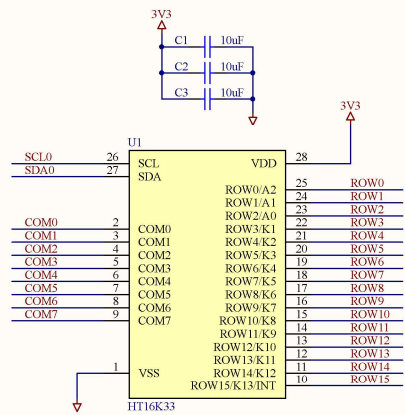 3V3
C1 10uF
C2 10uF
C3 10uF
3V3
U1
SCL0 26 SCL VDD 28
SDA0 27 SDA
ROW0/A2 25 ROW0
ROW1/A1 24 ROW1
ROW2/A0 23 ROW2
COM0 2 COM0 ROW3/K1 22 ROW3
COM1 3 COM1 ROW4/K2 21 ROW4
COM2 4 COM2 ROW5/K3 20 ROW5
COM3 5 COM3 ROW6/K4 19 ROW6
COM4 6 COM4 ROW7/K5 18 ROW7
COM5 7 COM5 ROW8/K6 17 ROW8
COM6 8 COM6 ROW9/K7 16 ROW9
COM7 9 COM7 ROW10/K8 15 ROW10
ROW11/K9 14 ROW11
ROW12/K10 13 ROW12
ROW13/K11 12 ROW13
1 VSS ROW14/K12 11 ROW14
ROW15/K13/INT 10 ROW15
HT16K33